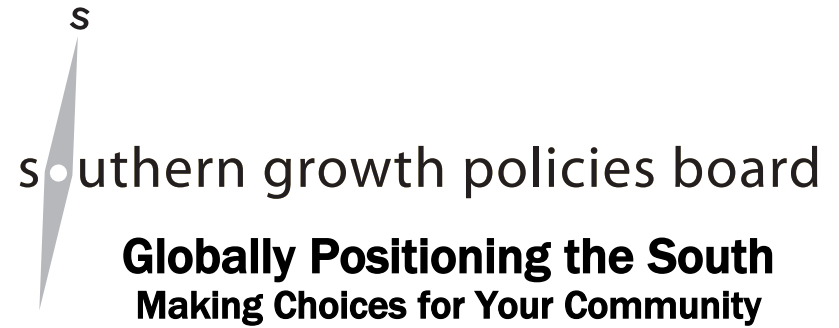 S
southern growth policies board
Globally Positioning the South
Making Choices for Your Community